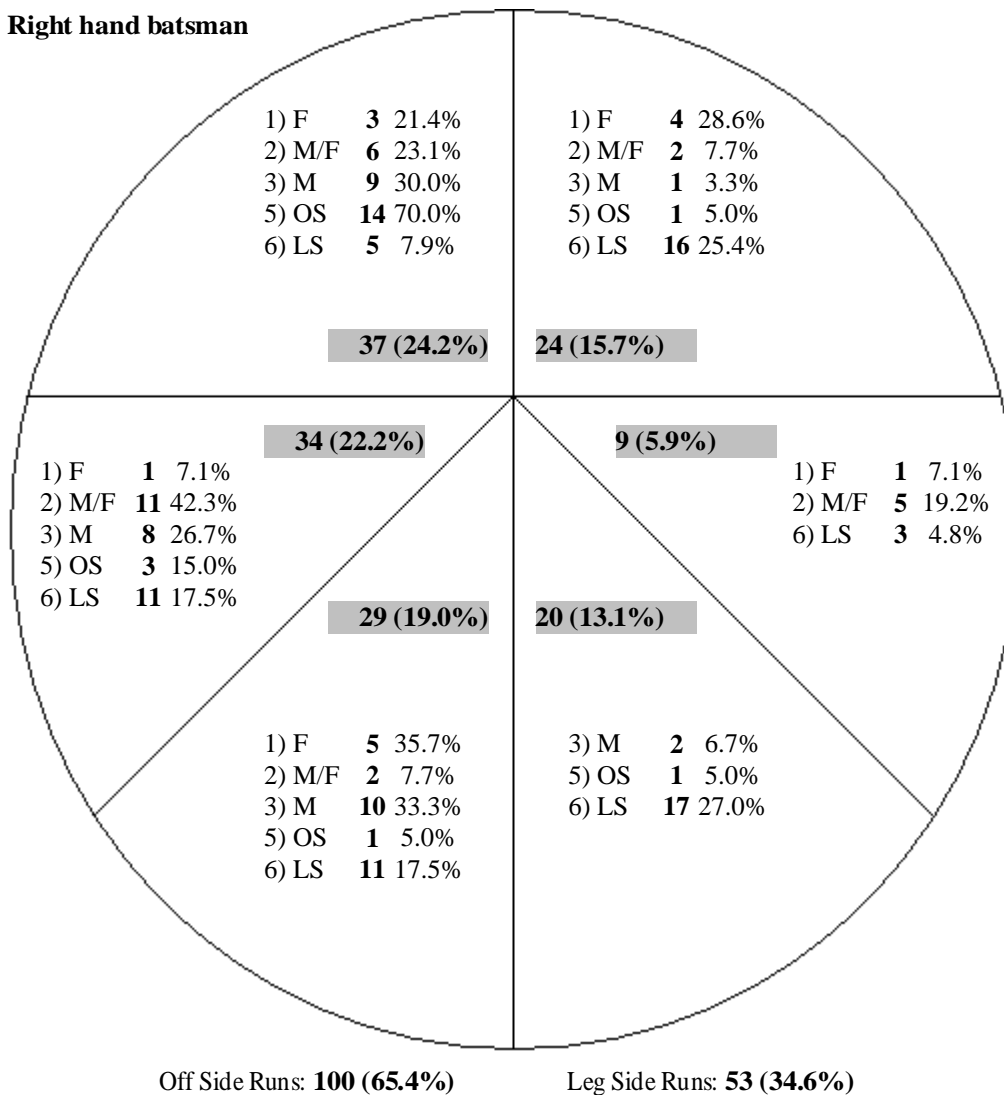 Right hand batsman
1) F 3 21.4%
2) M/F 6 23.1%
3) M 9 30.0%
5) OS 14 70.0%
6) LS 5 7.9%
37 (24.2%)
1) F 4 28.6%
2) M/F 2 7.7%
3) M 1 3.3%
5) OS 1 5.0%
6) LS 16 25.4%
24 (15.7%)
34 (22.2%)
1) F 1 7.1%
2) M/F 11 42.3%
3) M 8 26.7%
5) OS 3 15.0%
6) LS 11 17.5%
9 (5.9%)
1) F 1 7.1%
2) M/F 5 19.2%
6) LS 3 4.8%
29 (19.0%)
1) F 5 35.7%
2) M/F 2 7.7%
3) M 10 33.3%
5) OS 1 5.0%
6) LS 11 17.5%
20 (13.1%)
3) M 2 6.7%
5) OS 1 5.0%
6) LS 17 27.0%
Off Side Runs: 100 (65.4%)
Leg Side Runs: 53 (34.6%)